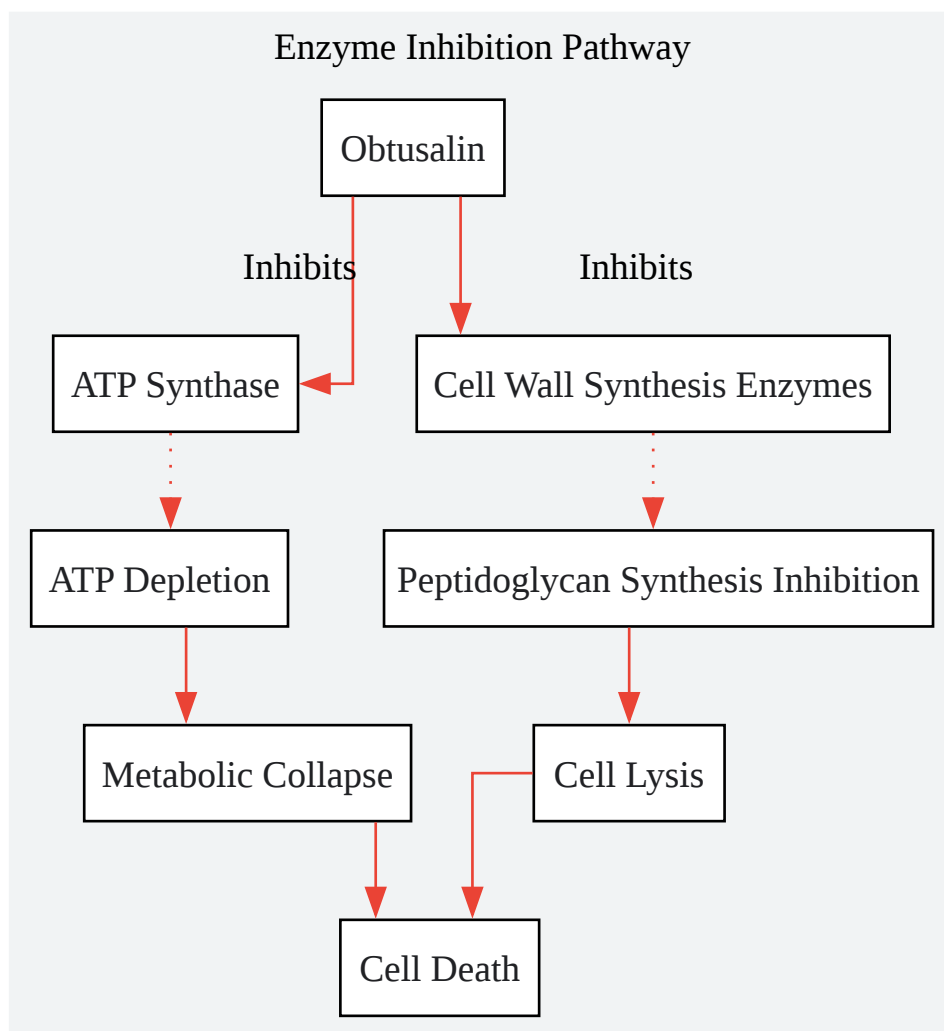 Enzyme Inhibition Pathway
Obtusalin
Inhibits
Inhibits
ATP Synthase
Cell Wall Synthesis Enzymes
ATP Depletion
Peptidoglycan Synthesis Inhibition
Metabolic Collapse
Cell Lysis
Cell Death